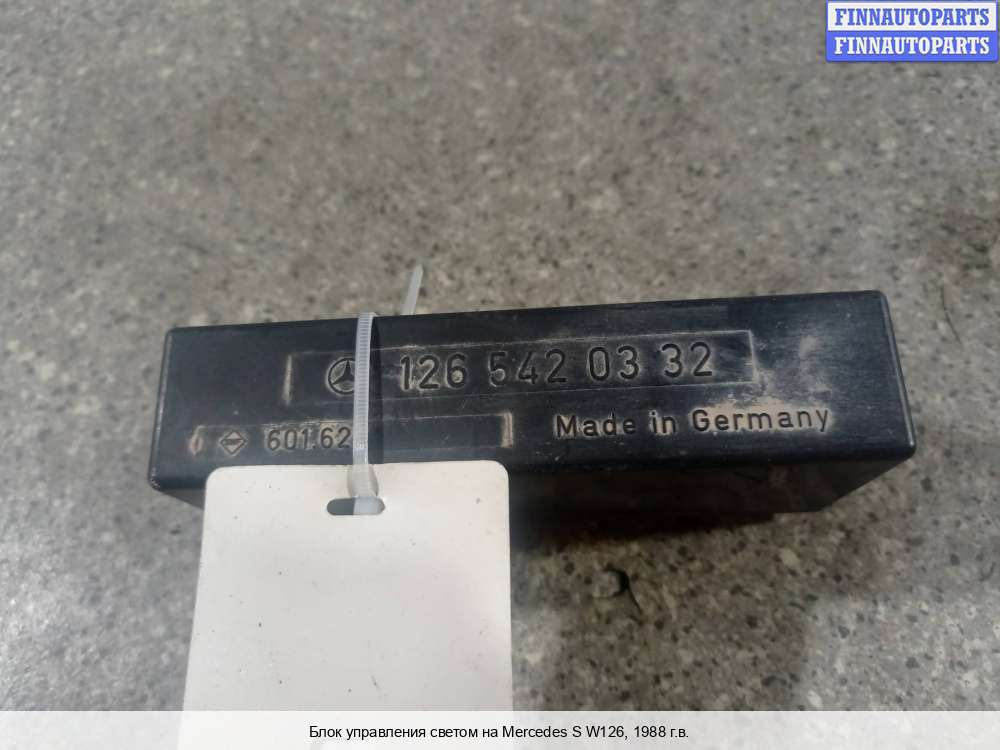 FINNAUTOPARTS
FINNAUTOPARTS
126 542 03 32
601.62
Made in Germany
Блок управления светом на Mercedes S W126, 1988 г.в.